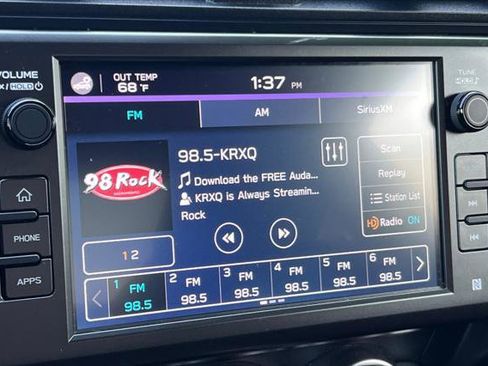 VOLUME
OUT TEMP
68°F
1:37 PM
TUNE
HOLD
FM
AM
SiriusXM
98.5-KRXQ
98 Rock
Download the FREE Auda...
KRXQ is Always Streamin...
Rock
Scan
Replay
Station List
HD Radio ON
PHONE
APPS
1 2
1 FM 98.5
2 FM 98.5
3 FM 98.5
4 FM 98.5
5 FM 98.5
6 FM 98.5